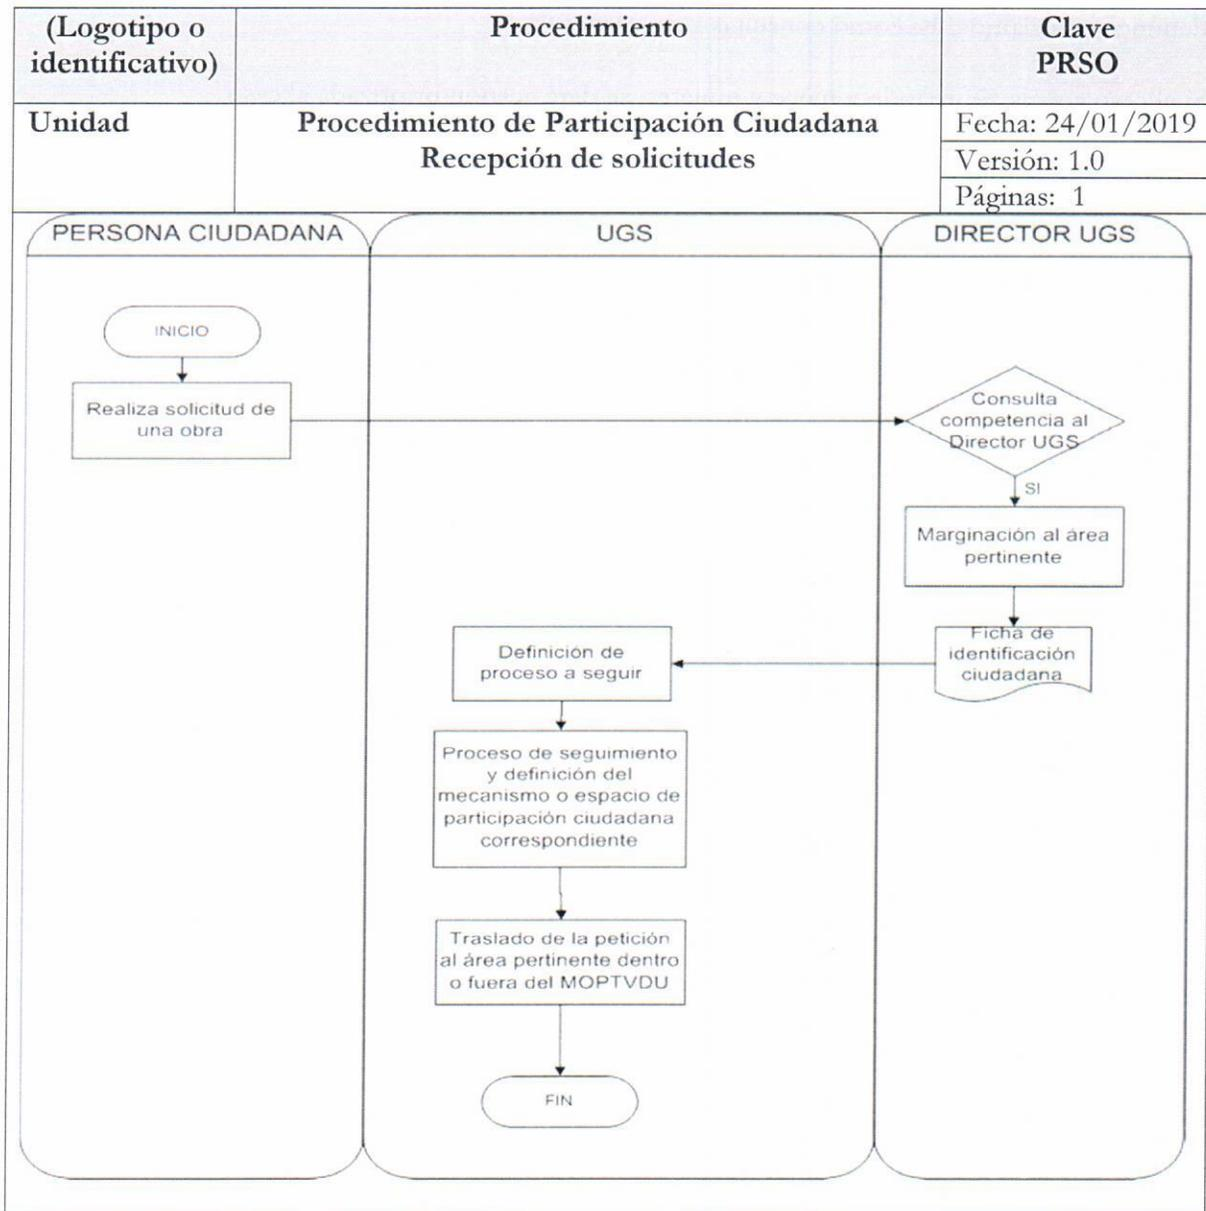 (Logotipo o
identificativo)
Procedimiento
Clave
PRSO
Unidad
Procedimiento de Participación Ciudadana
Recepción de solicitudes
Fecha: 24/01/2019
Versión: 1.0
Páginas: 1
PERSONA CIUDADANA
UGS
DIRECTOR UGS
INICIO
Realiza solicitud de
una obra
Consulta
competencia al
Director UGS
SI
Marginación al área
pertinente
Ficha de
identificación
ciudadana
Definición de
proceso a seguir
Proceso de seguimiento
y definición del
mecanismo o espacio de
participación ciudadana
correspondiente
Traslado de la petición
al área pertinente dentro
o fuera del MOPTVDU
FIN